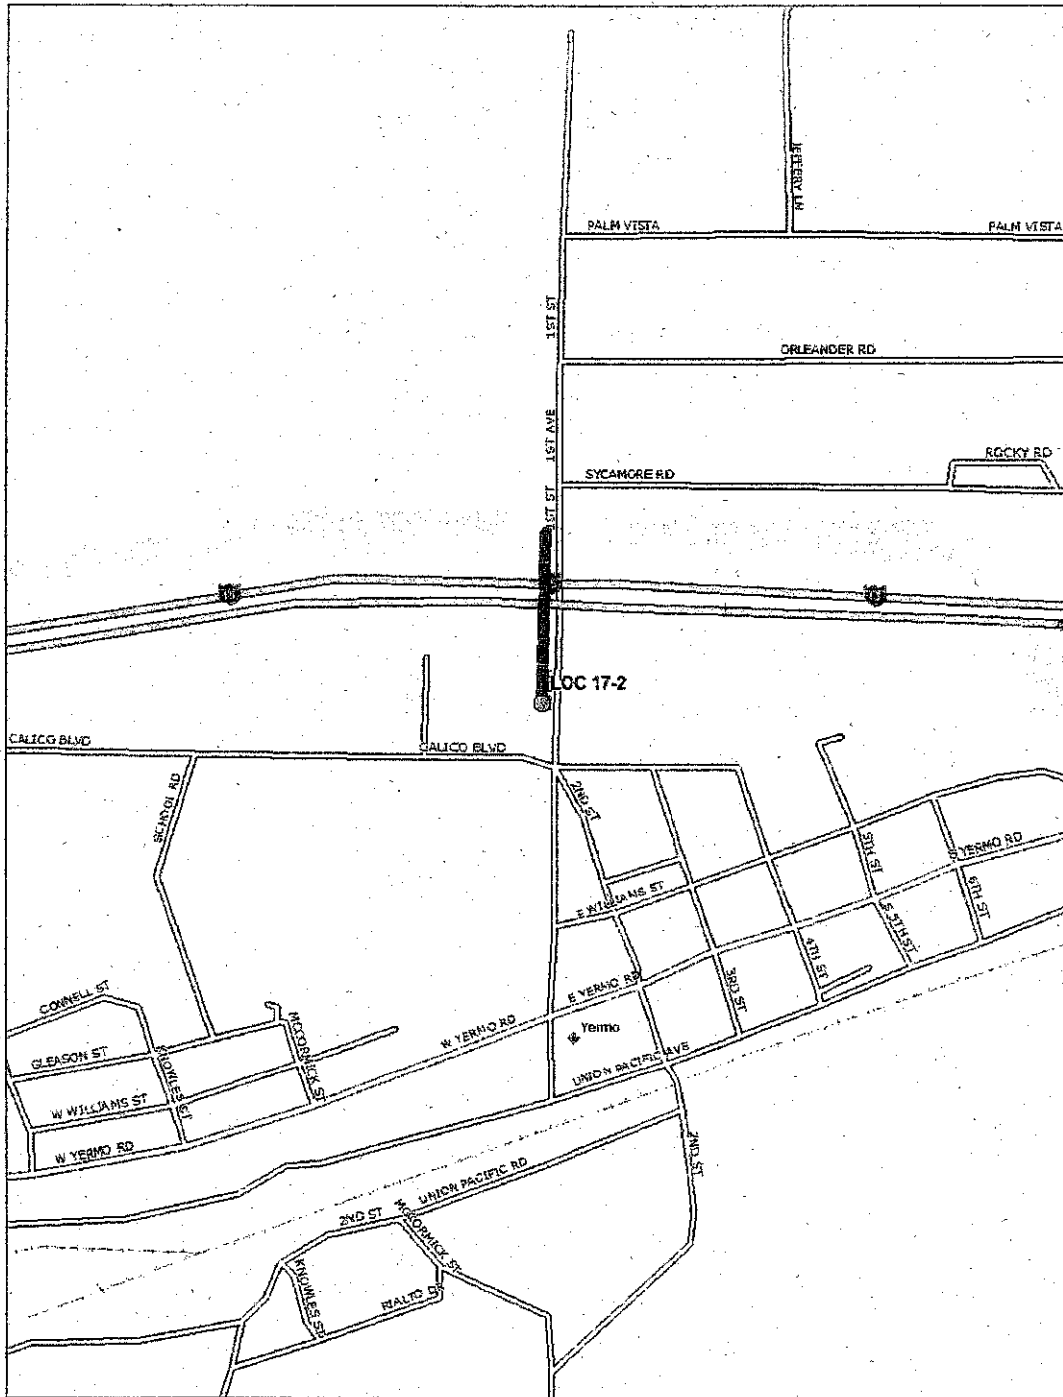 JEFFERY LN
PALM VISTA
PALM VISTA
1ST ST
ORLEANDER RD
1ST AVE
ROCKY RD
SYCAMORE RD
1ST ST
LOC 17-2
CALICO BLVD
CALICO BLVD
SCHOOL RD
2ND ST
5TH ST
E YERMO RD
6TH ST
E WILLIAMS ST
S 5TH ST
4TH ST
3RD ST
E YERMO RD
CONNELL ST
MCCORMICK ST
W YERMO RD
Yermo
GLEASON ST
KNOWLES ST
UNION PACIFIC AVE
W WILLIAMS ST
W YERMO RD
2ND ST
UNION PACIFIC RD
2ND ST
MCCORMICK ST
KNOWLES ST
RIALTO